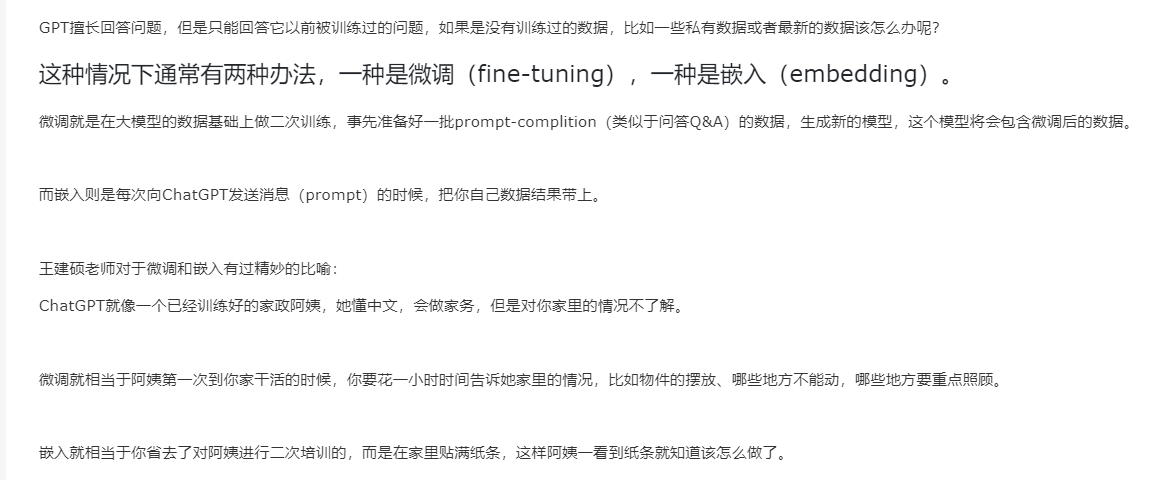 GPT擅长回答问题，但是只能回答它以前被训练过的问题，如果是没有训练过的数据，比如一些私有数据或者最新的数据该怎么办呢？
这种情况下通常有两种办法，一种是微调（fine-tuning），一种是嵌入（embedding）。
微调就是在大模型的数据基础上做二次训练，事先准备好一批prompt-complition（类似于问答Q&A）的数据，生成新的模型，这个模型将会包含微调后的数据。
而嵌入则是每次向ChatGPT发送消息（prompt）的时候，把你自己数据结果带上。
王建硕老师对于微调和嵌入有过精妙的比喻：
ChatGPT就像一个已经训练好的家政阿姨，她懂中文，会做家务，但是对你家里的情况不了解。
微调就相当于阿姨第一次到你家干活的时候，你要花一小时时间告诉她家里的情况，比如物件的摆放、哪些地方不能动，哪些地方要重点照顾。
嵌入就相当于你省去了对阿姨进行二次培训的，而是在家里贴满纸条，这样阿姨一看到纸条就知道该怎么做了。